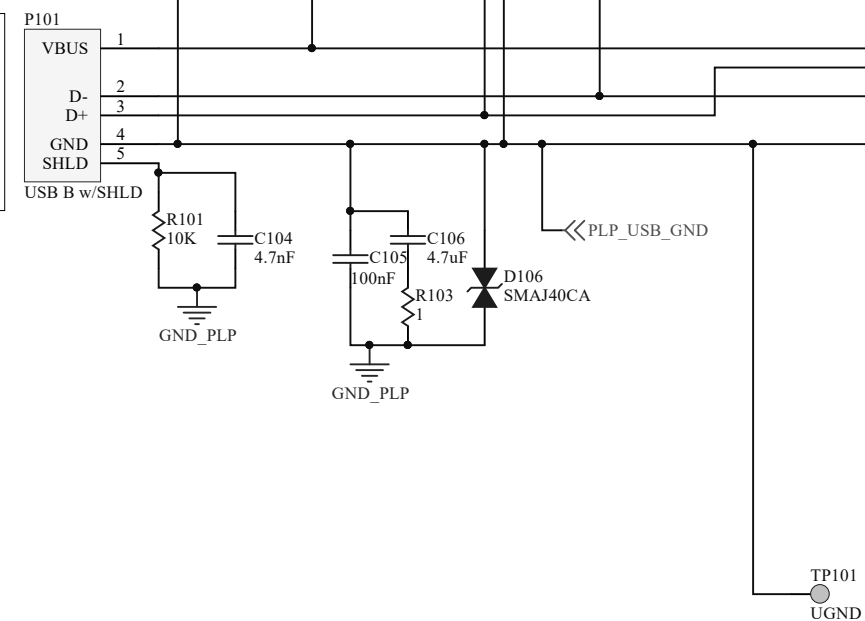 P101
VBUS 1
D- 2
D+ 3
GND 4
SHLD 5
USB B w/SHLD
R101
10K
C104
4.7nF
GND_PLP
C105
100nF
C106
4.7uF
R103
1
D106
SMAJ40CA
GND_PLP
PLP_USB_GND
TP101
UGND